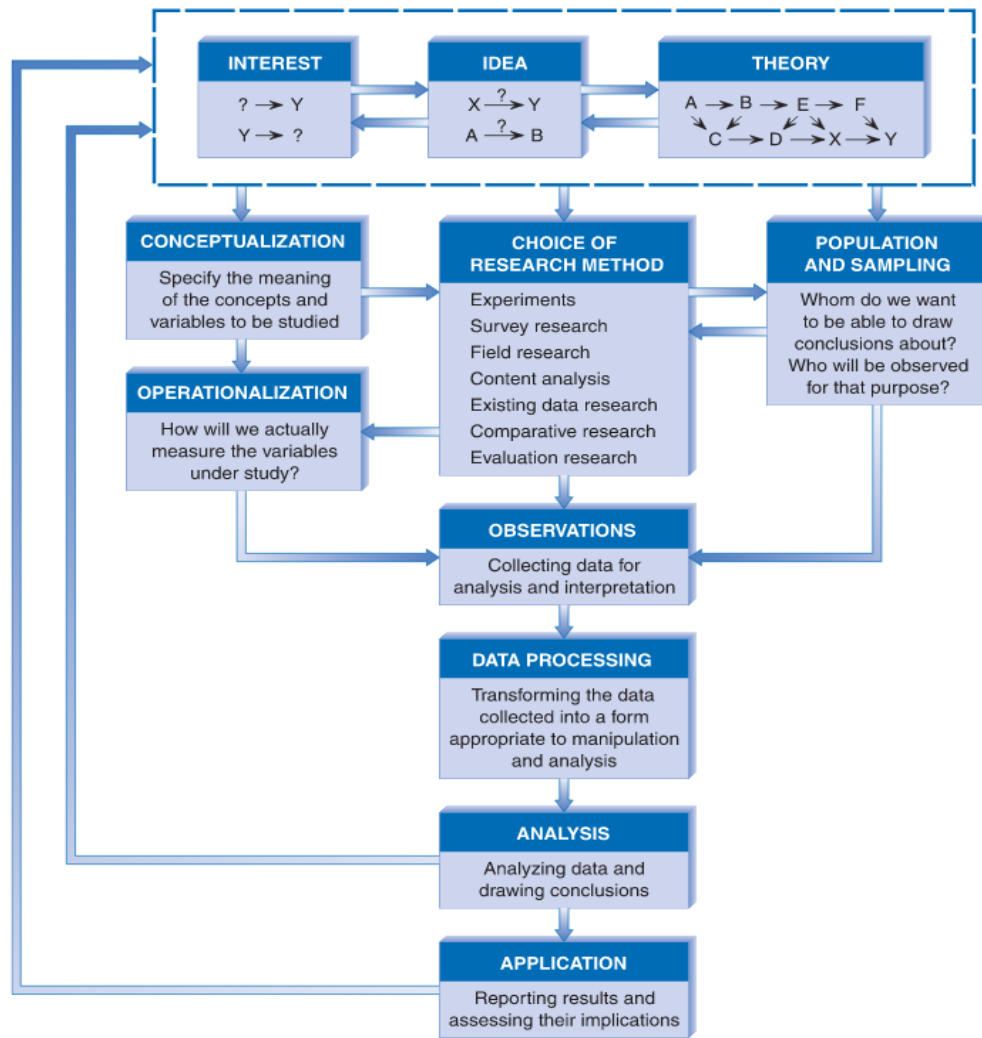 INTEREST
? → Y
Y → ?
IDEA
?
X → Y
?
A → B
THEORY
A → B → E → F
C → D → X → Y
CONCEPTUALIZATION
Specify the meaning
of the concepts and
variables to be studied
OPERATIONALIZATION
How will we actually
measure the variables
under study?
CHOICE OF
RESEARCH METHOD
Experiments
Survey research
Field research
Content analysis
Existing data research
Comparative research
Evaluation research
POPULATION
AND SAMPLING
Whom do we want
to be able to draw
conclusions about?
Who will be observed
for that purpose?
OBSERVATIONS
Collecting data for
analysis and interpretation
DATA PROCESSING
Transforming the data
collected into a form
appropriate to manipulation
and analysis
ANALYSIS
Analyzing data and
drawing conclusions
APPLICATION
Reporting results and
assessing their implications